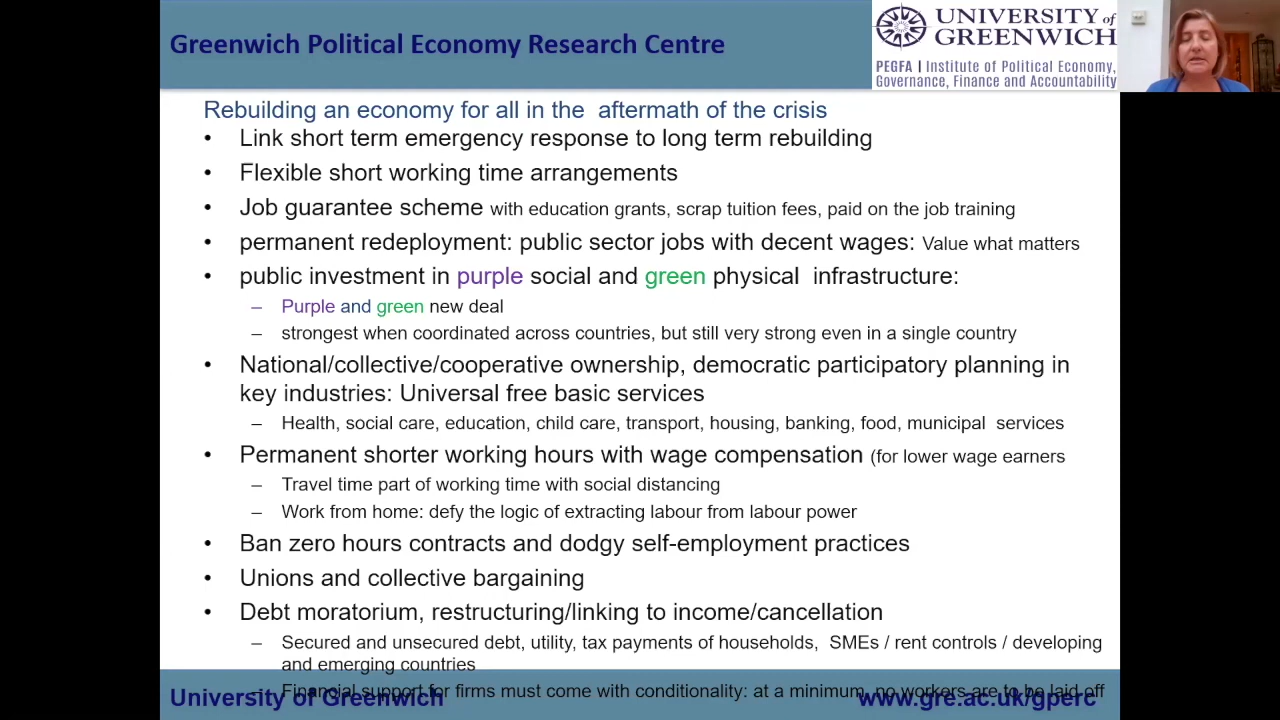 Greenwich Political Economy Research Centre
UNIVERSITY of
GREENWICH
PEGFA | Institute of Political Economy,
Governance, Finance and Accountability
Rebuilding an economy for all in the  aftermath of the crisis
• Link short term emergency response to long term rebuilding
• Flexible short working time arrangements
• Job guarantee scheme with education grants, scrap tuition fees, paid on the job training
• permanent redeployment: public sector jobs with decent wages: Value what matters
• public investment in purple social and green physical  infrastructure:
– Purple and green new deal
– strongest when coordinated across countries, but still very strong even in a single country
• National/collective/cooperative ownership, democratic participatory planning in
key industries: Universal free basic services
– Health, social care, education, child care, transport, housing, banking, food, municipal  services
• Permanent shorter working hours with wage compensation (for lower wage earners
– Travel time part of working time with social distancing
– Work from home: defy the logic of extracting labour from labour power
• Ban zero hours contracts and dodgy self-employment practices
• Unions and collective bargaining
• Debt moratorium, restructuring/linking to income/cancellation
– Secured and unsecured debt, utility, tax payments of households,  SMEs / rent controls / developing
and emerging countries
– Financial support for firms must come with conditionality: at a minimum, no workers are to be laid off
University of Greenwich
www.gre.ac.uk/gperc